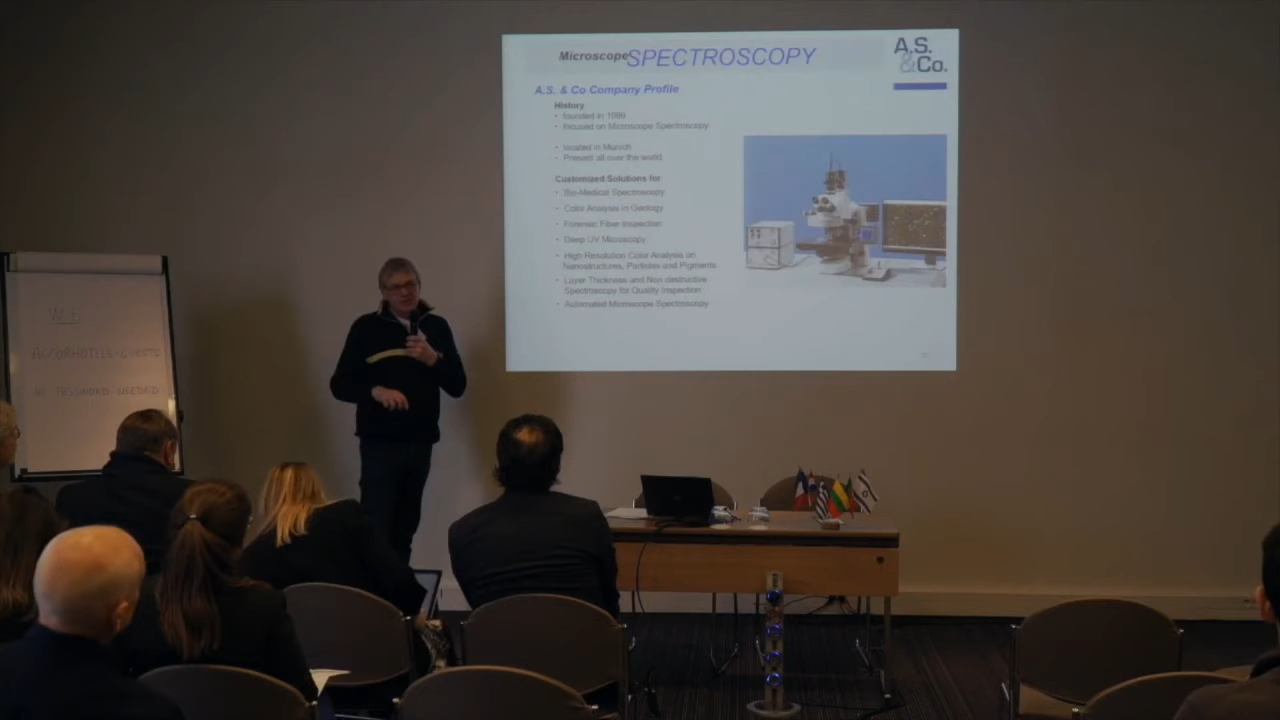 Microscope SPECTROSCOPY
A.S.
&Co.
A.S. & Co Company Profile
History
• founded in 1999
• focused on Microscope Spectroscopy
• located in Munich
• Present all over the world
Customized Solutions for
• Bio-Medical Spectroscopy
• Color Analysis in Geology
• Forensic Fiber Inspection
• Deep UV Microscopy
• High Resolution Color Analysis on
Nanostructures, Particles and Pigments
• Layer Thickness and Non destructive
Spectroscopy for Quality Inspection
• Automated Microscope Spectroscopy
Wifi
ACCORHOTELS-GUESTS
NO PASSWORD NEEDED